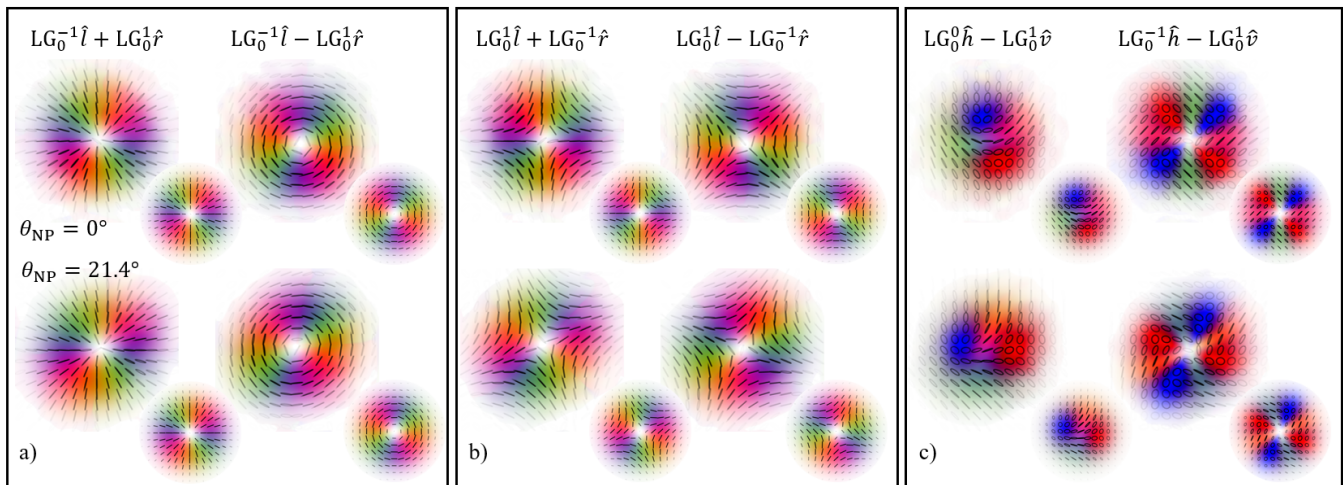 LG₀⁻¹l̂ + LG₀¹r̂
LG₀⁻¹l̂ − LG₀¹r̂
θ_NP = 0°
θ_NP = 21.4°
a)
LG₀¹l̂ + LG₀⁻¹r̂
LG₀¹l̂ − LG₀⁻¹r̂
b)
LG₀⁰ĥ − LG₀¹v̂
LG₀⁻¹ĥ − LG₀¹v̂
c)